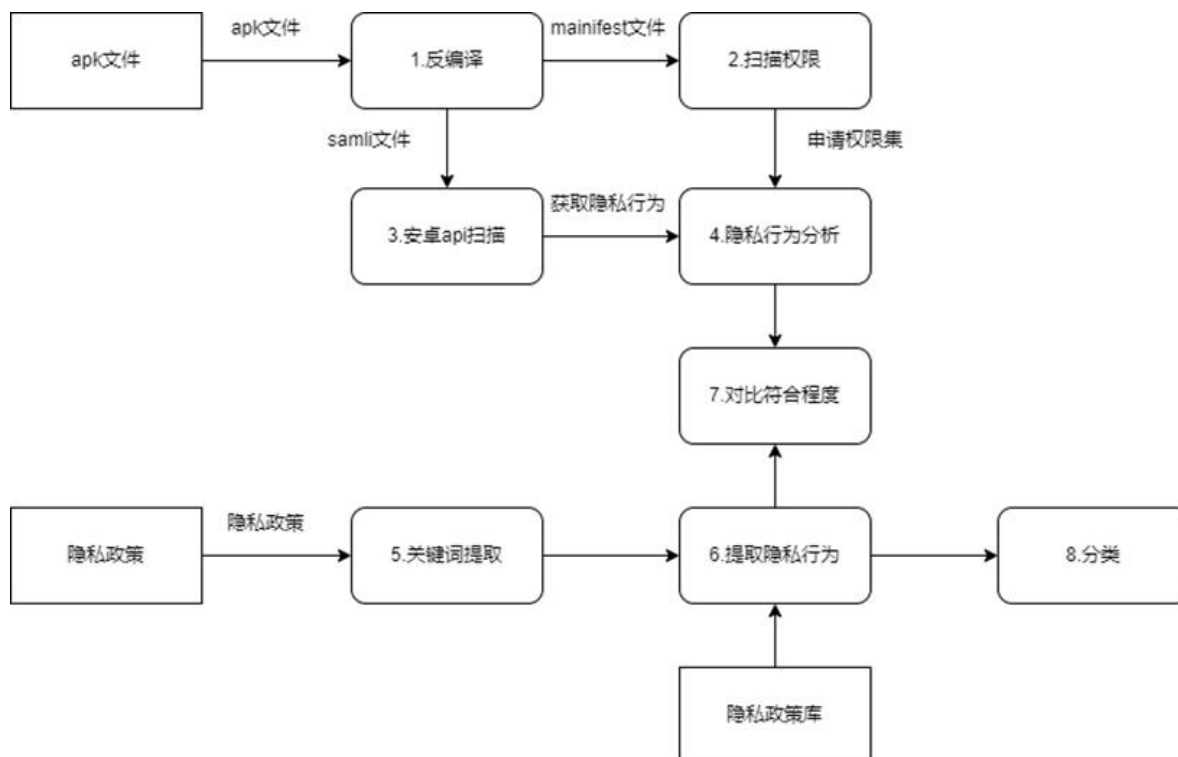 apk文件
apk文件
1.反编译
mainifest文件
2.扫描权限
samli文件
申请权限集
3.安卓api扫描
获取隐私行为
4.隐私行为分析
7.对比符合程度
隐私政策
隐私政策
5.关键词提取
6.提取隐私行为
8.分类
隐私政策库